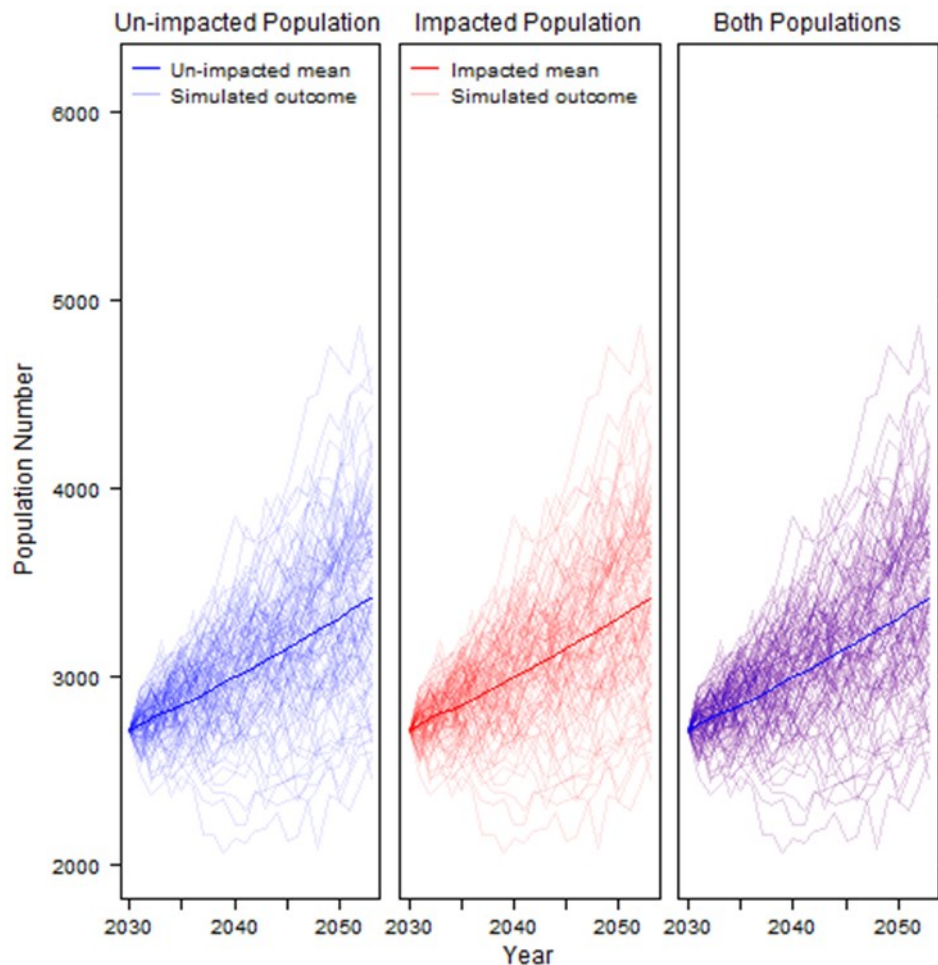 Un-impacted Population
Impacted Population
Both Populations
Un-impacted mean
Simulated outcome
Impacted mean
Simulated outcome
Population Number
6000
5000
4000
3000
2000
2030 2040 2050
2030 2040 2050
2030 2040 2050
Year